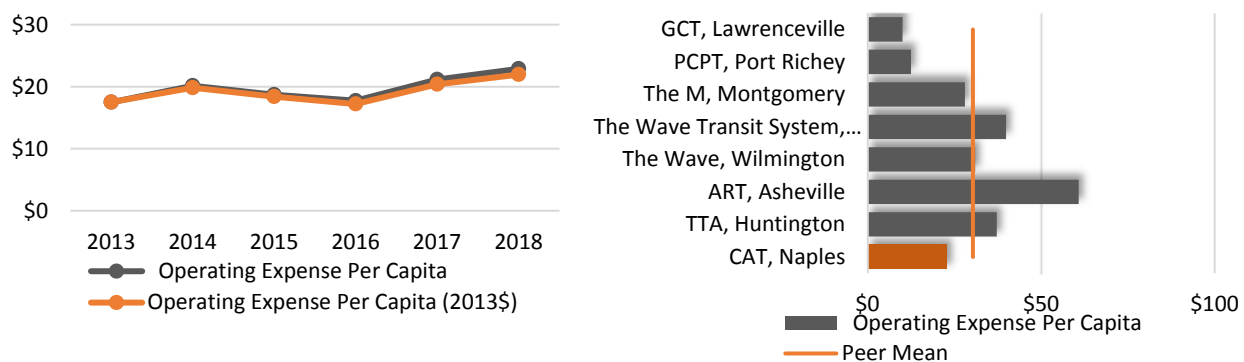 $30
$20
$10
$0
2013 2014 2015 2016 2017 2018
Operating Expense Per Capita
Operating Expense Per Capita (2013$)
GCT, Lawrenceville
PCPT, Port Richey
The M, Montgomery
The Wave Transit System,...
The Wave, Wilmington
ART, Asheville
TTA, Huntington
CAT, Naples
$0 $50 $100
Operating Expense Per Capita
Peer Mean